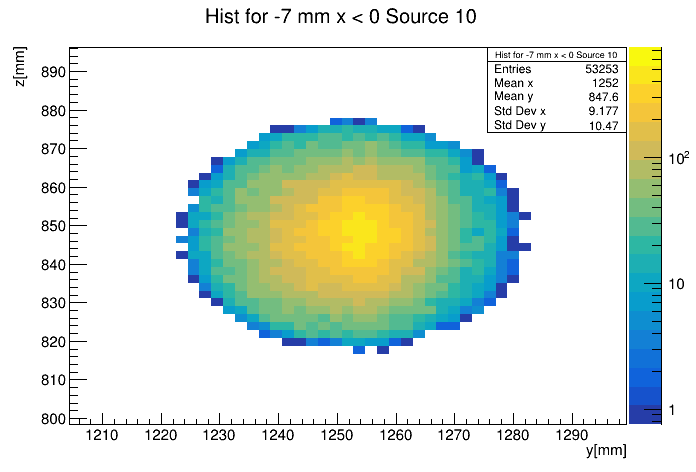 Hist for -7 mm x < 0 Source 10
z[mm]
Hist for -7 mm x < 0 Source 10
Entries 53253
Mean x 1252
Mean y 847.6
Std Dev x 9.177
Std Dev y 10.47
890
880
870
860
850
840
830
820
810
800
10²
10
1
1210 1220 1230 1240 1250 1260 1270 1280 1290
y[mm]